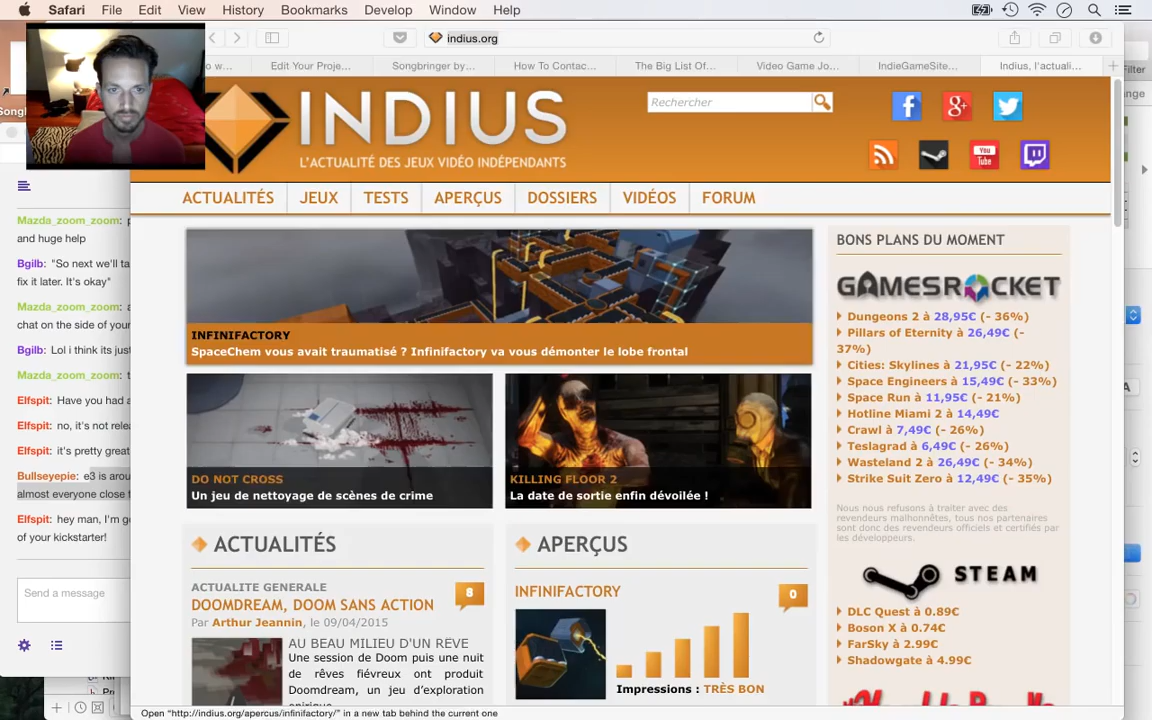 Safari File Edit View History Bookmarks Develop Window Help
indius.org
Filter
Edit Your Proje...
Songbringer by...
How To Contac...
The Big List Of...
Video Game Jo...
IndieGameSite...
Indius, l'actuali...
INDIUS
L'ACTUALITÉ DES JEUX VIDÉO INDÉPENDANTS
Rechercher
You Tube
ACTUALITÉS JEUX TESTS APERÇUS DOSSIERS VIDÉOS FORUM
Mazda_zoom_zoom:
and huge help
Bgilb: "So next we'll ta
fix it later. It's okay"
Mazda_zoom_zoom: a
chat on the side of your
Bgilb: Lol i think its just
Mazda_zoom_zoom: t
Elfspit: Have you had a
Elfspit: no, it's not relea
Elfspit: it's pretty great
Bullseyepie: e3 is arou
almost everyone close t
Elfspit: hey man, I'm go
of your kickstarter!
Send a message
INFINIFACTORY
SpaceChem vous avait traumatisé ? Infinifactory va vous démonter le lobe frontal
DO NOT CROSS
Un jeu de nettoyage de scènes de crime
KILLING FLOOR 2
La date de sortie enfin dévoilée !
ACTUALITÉS
ACTUALITE GENERALE
8
DOOMDREAM, DOOM SANS ACTION
Par Arthur Jeannin, le 09/04/2015
AU BEAU MILIEU D'UN RÊVE
Une session de Doom puis une nuit
de rêves fiévreux ont produit
Doomdream, un jeu d'exploration
APERÇUS
INFINIFACTORY
0
Impressions : TRÈS BON
BONS PLANS DU MOMENT
GAMESROCKET
Dungeons 2 à 28,95€ (- 36%)
Pillars of Eternity à 26,49€ (-
37%)
Cities: Skylines à 21,95€ (- 22%)
Space Engineers à 15,49€ (- 33%)
Space Run à 11,95€ (- 21%)
Hotline Miami 2 à 14,49€
Crawl à 7,49€ (- 26%)
Teslagrad à 6,49€ (- 26%)
Wasteland 2 à 26,49€ (- 34%)
Strike Suit Zero à 12,49€ (- 35%)
Nous nous refusons à traiter avec des
revendeurs malhonnêtes, tous nos partenaires
sont donc des revendeurs officiels et certifiés par
les développeurs.
STEAM
DLC Quest à 0.89€
Boson X à 0.74€
FarSky à 2.99€
Shadowgate à 4.99€
Open "http://indius.org/apercus/infinifactory/" in a new tab behind the current one